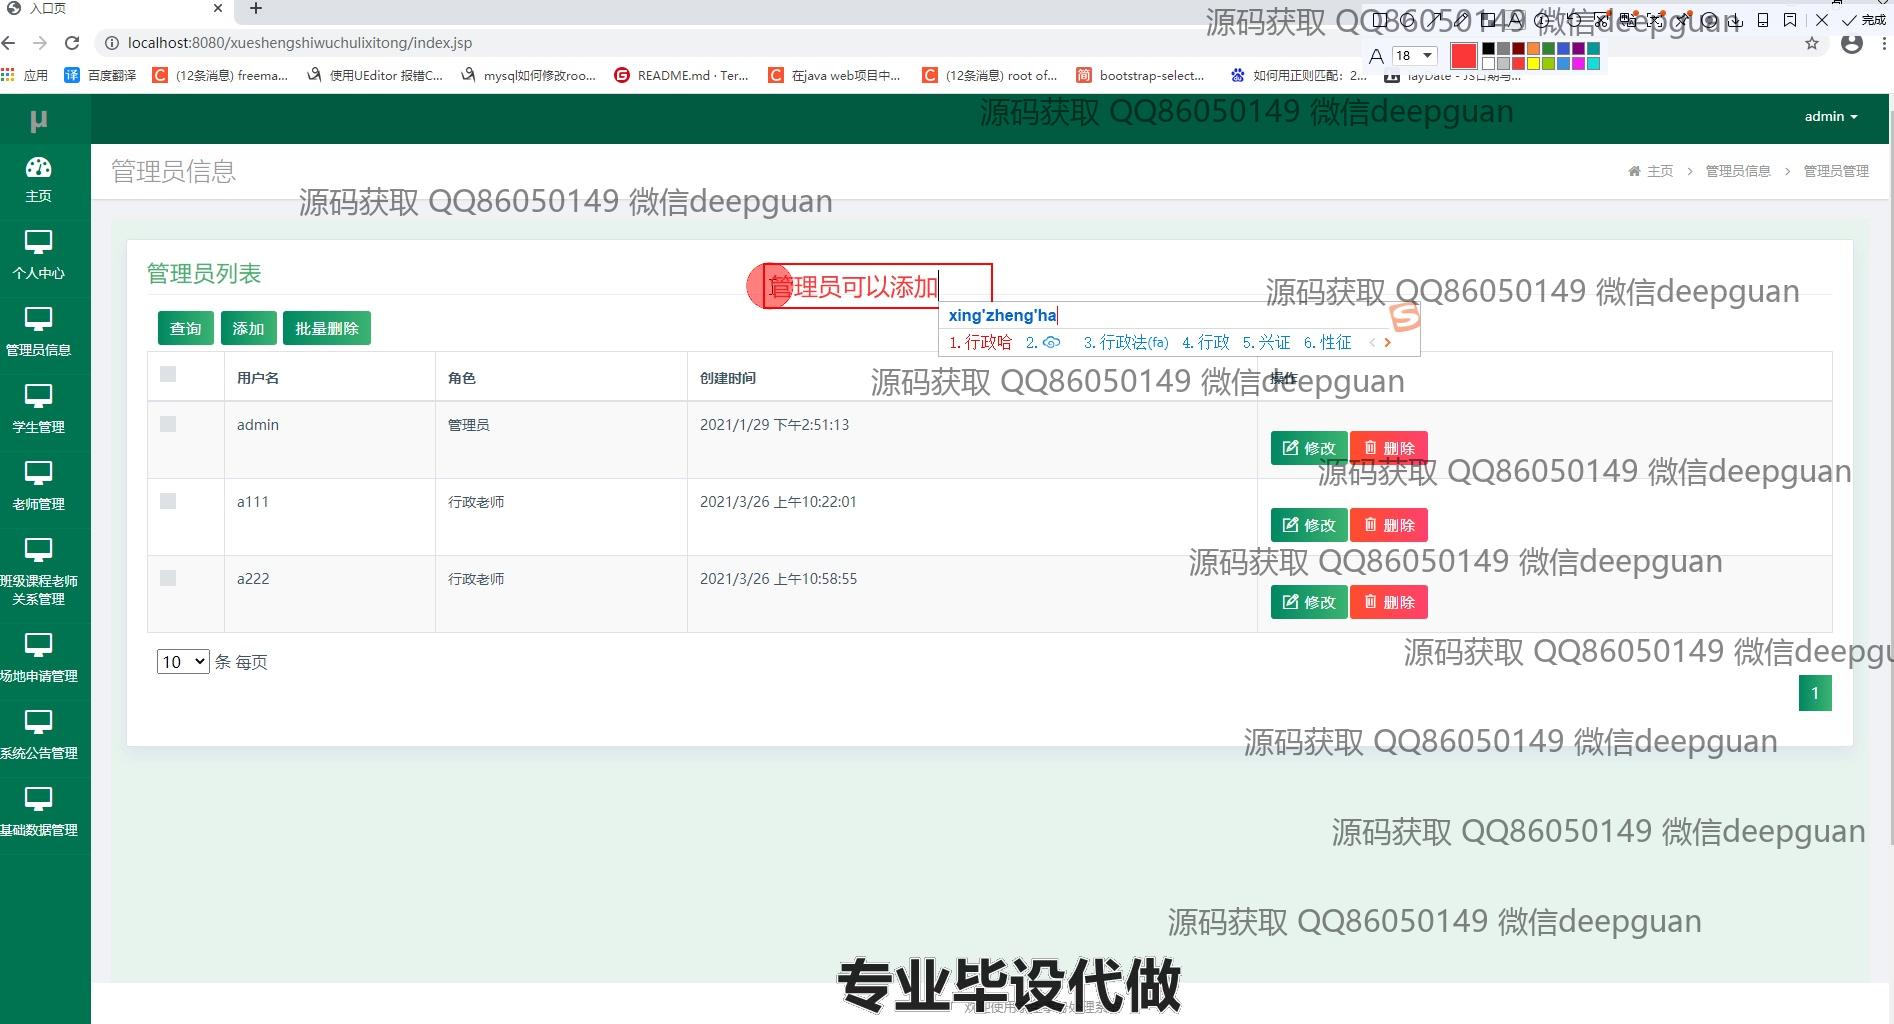 入口页
源码获取 QQ86050149 微信deepguan
完成
localhost:8080/xueshengshiwuchulixitong/index.jsp
18
应用
百度翻译
(12条消息) freema...
使用UEditor 报错C...
mysql如何修改roo...
README.md · Ter...
在java web项目中...
(12条消息) root of...
bootstrap-select...
如何用正则匹配：2...
layDate - JS日期与...
源码获取 QQ86050149 微信deepguan
admin
管理员信息
主页 > 管理员信息 > 管理员管理
源码获取 QQ86050149 微信deepguan
主页
个人中心
管理员信息
学生管理
老师管理
班级课程老师
关系管理
场地申请管理
系统公告管理
基础数据管理
管理员列表
管理员可以添加
源码获取 QQ86050149 微信deepguan
xing'zheng'ha
1.行政哈 2. 3.行政法(fa) 4.行政 5.兴证 6.性征
查询 添加 批量删除
用户名 角色 创建时间 操作
源码获取 QQ86050149 微信deepguan
admin 管理员 2021/1/29 下午2:51:13
修改 删除
源码获取 QQ86050149 微信deepguan
a111 行政老师 2021/3/26 上午10:22:01
修改 删除
源码获取 QQ86050149 微信deepguan
a222 行政老师 2021/3/26 上午10:58:55
修改 删除
10 条 每页
源码获取 QQ86050149 微信deepgu
1
源码获取 QQ86050149 微信deepguan
源码获取 QQ86050149 微信deepguan
源码获取 QQ86050149 微信deepguan
专业毕设代做